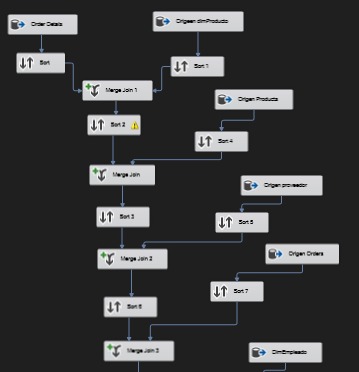 Order Details
Origeen dimProducto
Sort
Sort 1
Merge Join 1
Origen Producto
Sort 2
Sort 4
Merge Join
Origen proveedor
Sort 3
Sort 5
Merge Join 2
Origen Orders
Sort 7
Sort 6
Merge Join 3
DimEmpleado